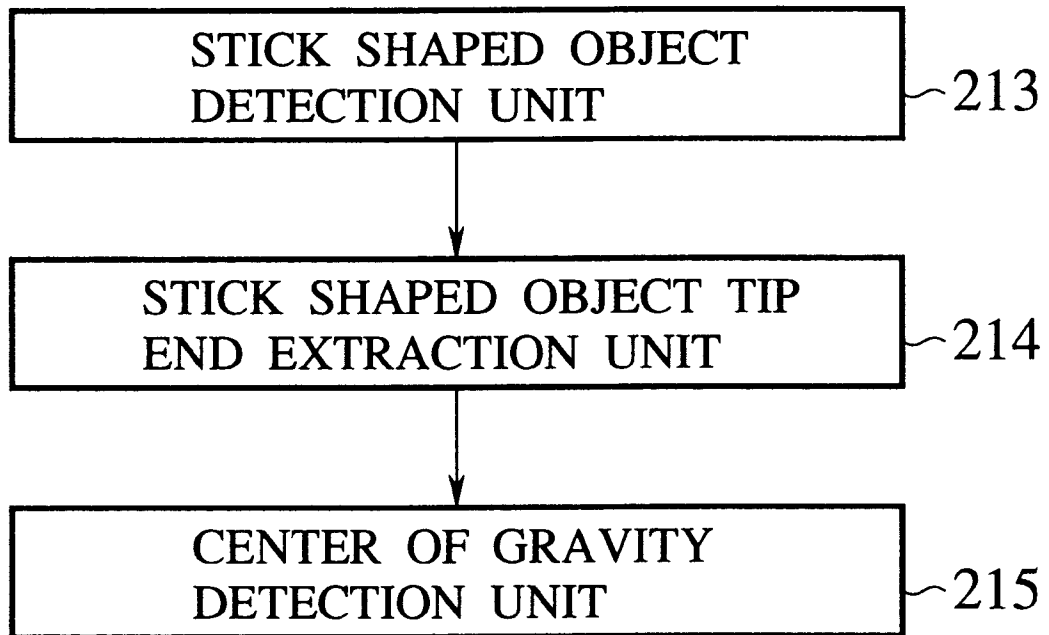 STICK SHAPED OBJECT
DETECTION UNIT
213
STICK SHAPED OBJECT TIP
END EXTRACTION UNIT
214
CENTER OF GRAVITY
DETECTION UNIT
215